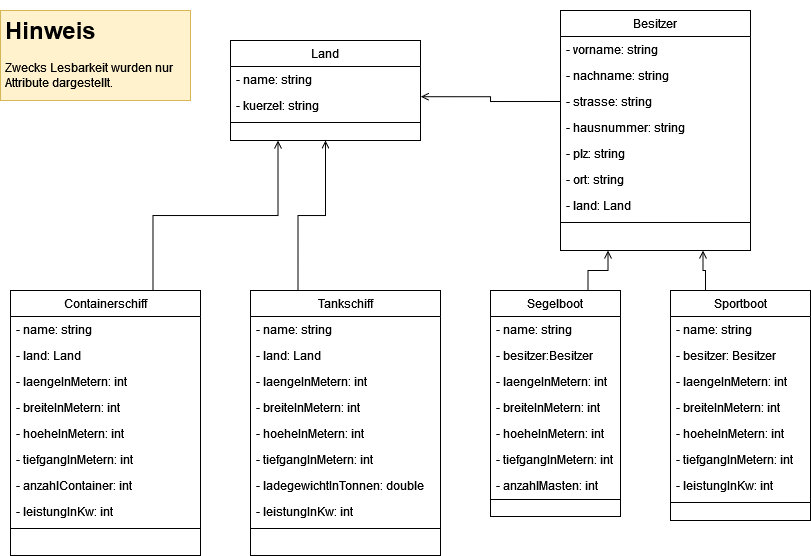 Hinweis
Zwecks Lesbarkeit wurden nur
Attribute dargestellt.
Land
- name: string
- kuerzel: string
Besitzer
- vorname: string
- nachname: string
- strasse: string
- hausnummer: string
- plz: string
- ort: string
- land: Land
Containerschiff
- name: string
- land: Land
- laengeInMetern: int
- breiteInMetern: int
- hoeheInMetern: int
- tiefgangInMetern: int
- anzahlContainer: int
- leistungInKw: int
Tankschiff
- name: string
- land: Land
- laengeInMetern: int
- breiteInMetern: int
- hoeheInMetern: int
- tiefgangInMetern: int
- ladegewichtInTonnen: double
- leistungInKw: int
Segelboot
- name: string
- besitzer:Besitzer
- laengeInMetern: int
- breiteInMetern: int
- hoeheInMetern: int
- tiefgangInMetern: int
- anzahlMasten: int
Sportboot
- name: string
- besitzer: Besitzer
- laengeInMetern: int
- breiteInMetern: int
- hoeheInMetern: int
- tiefgangInMetern: int
- leistungInKw: int